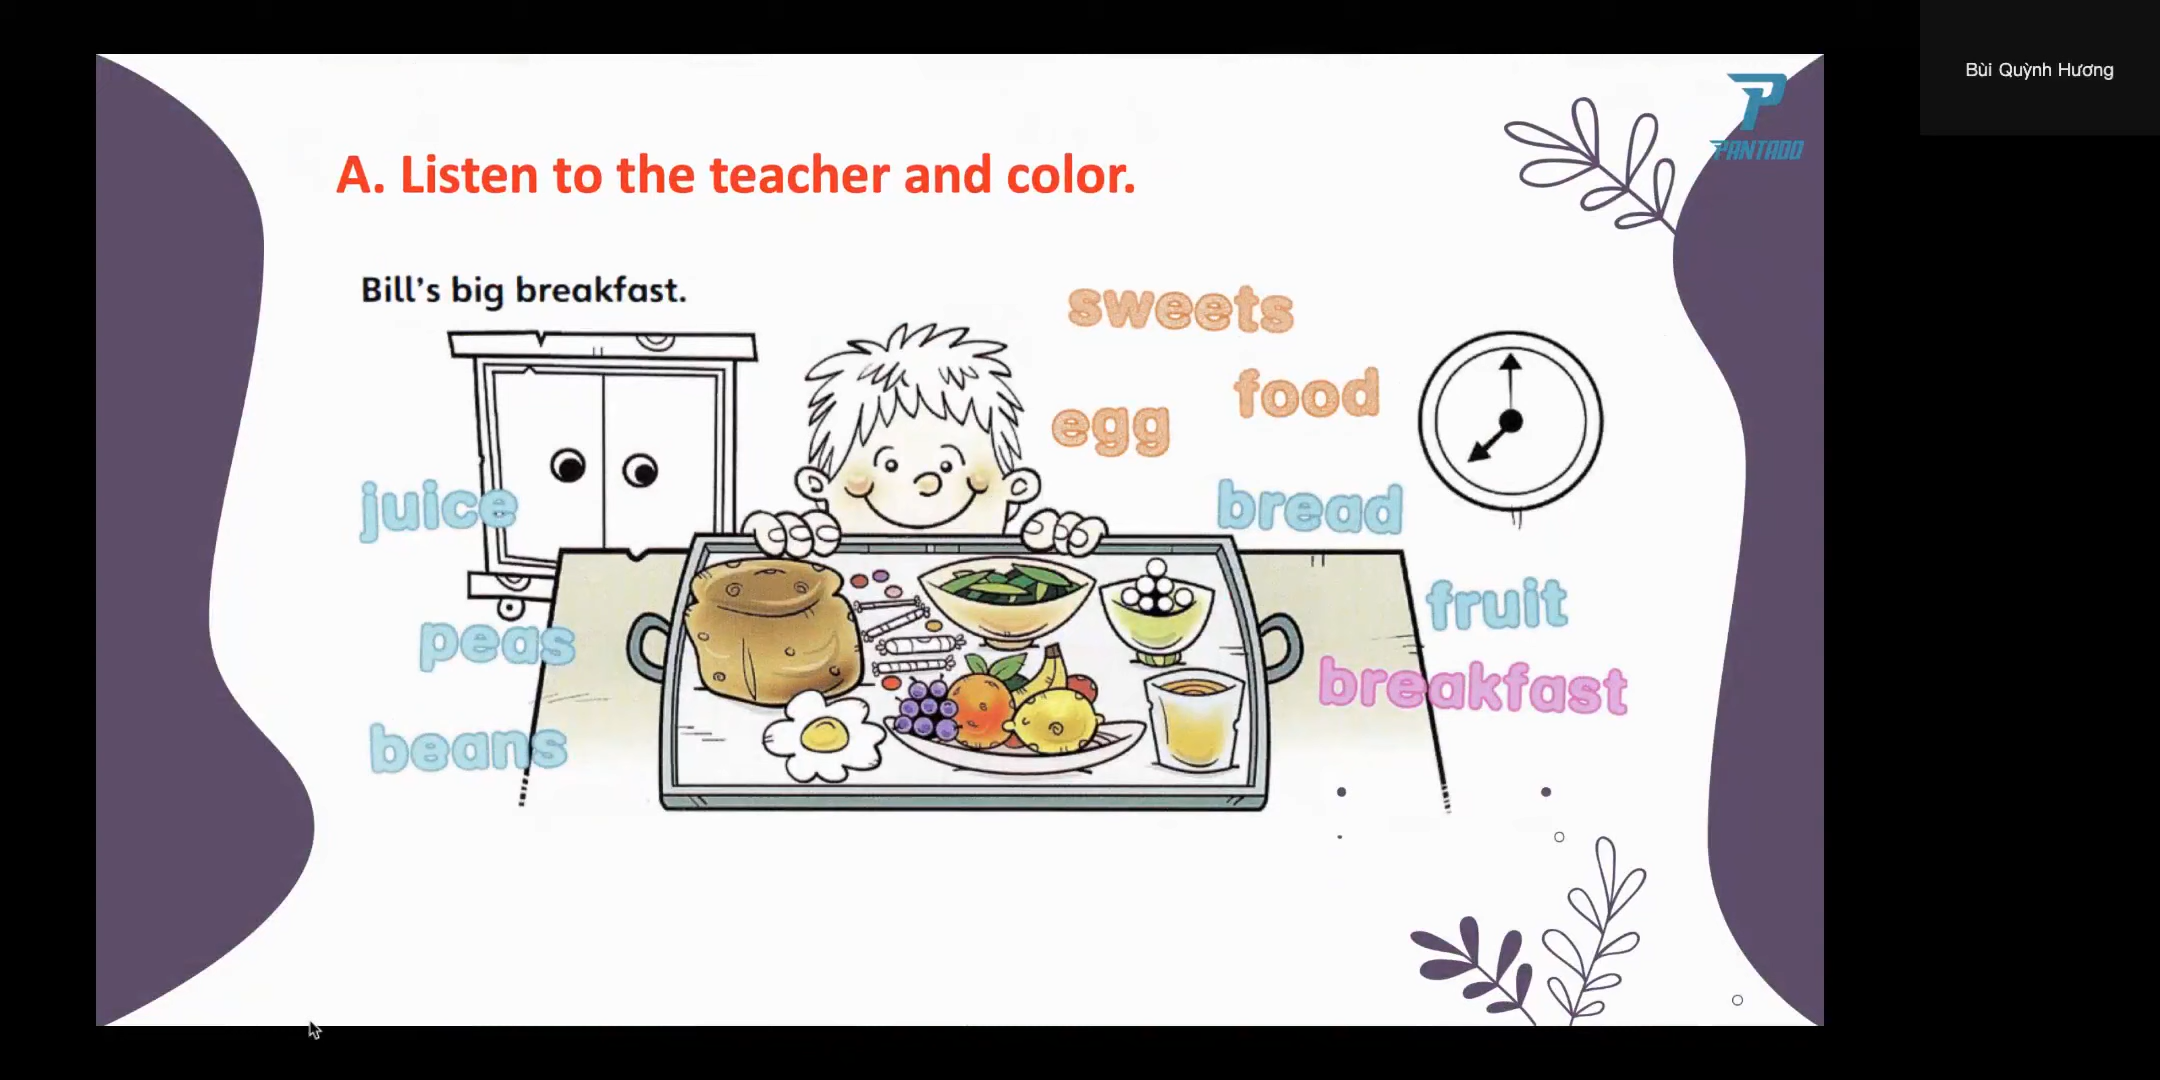 Bùi Quỳnh Hương
PANTADO
A. Listen to the teacher and color.
Bill's big breakfast.
sweets
food
egg
juice
bread
fruit
peas
breakfast
beans